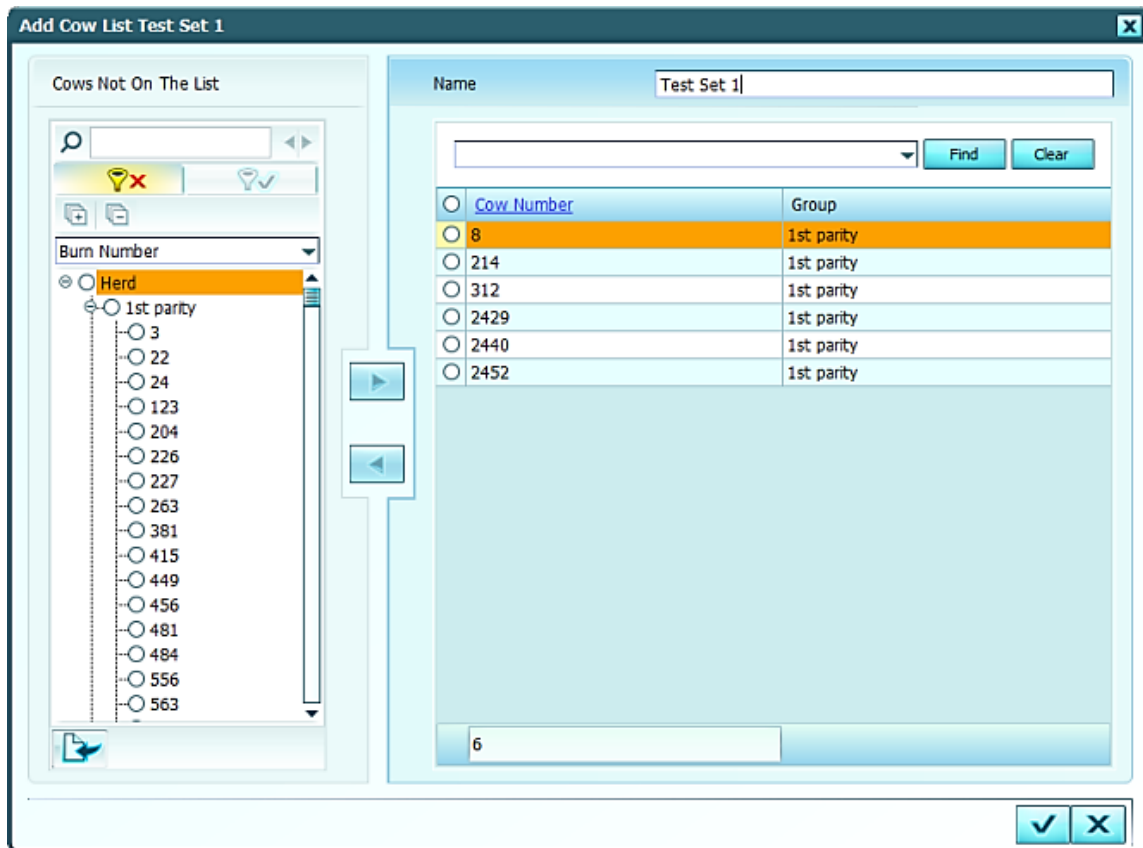 Add Cow List Test Set 1
Cows Not On The List
Burn Number
Herd
1st parity
3
22
24
123
204
226
227
263
381
415
449
456
481
484
556
563
Name Test Set 1
Find Clear
Cow Number Group
8 1st parity
214 1st parity
312 1st parity
2429 1st parity
2440 1st parity
2452 1st parity
6